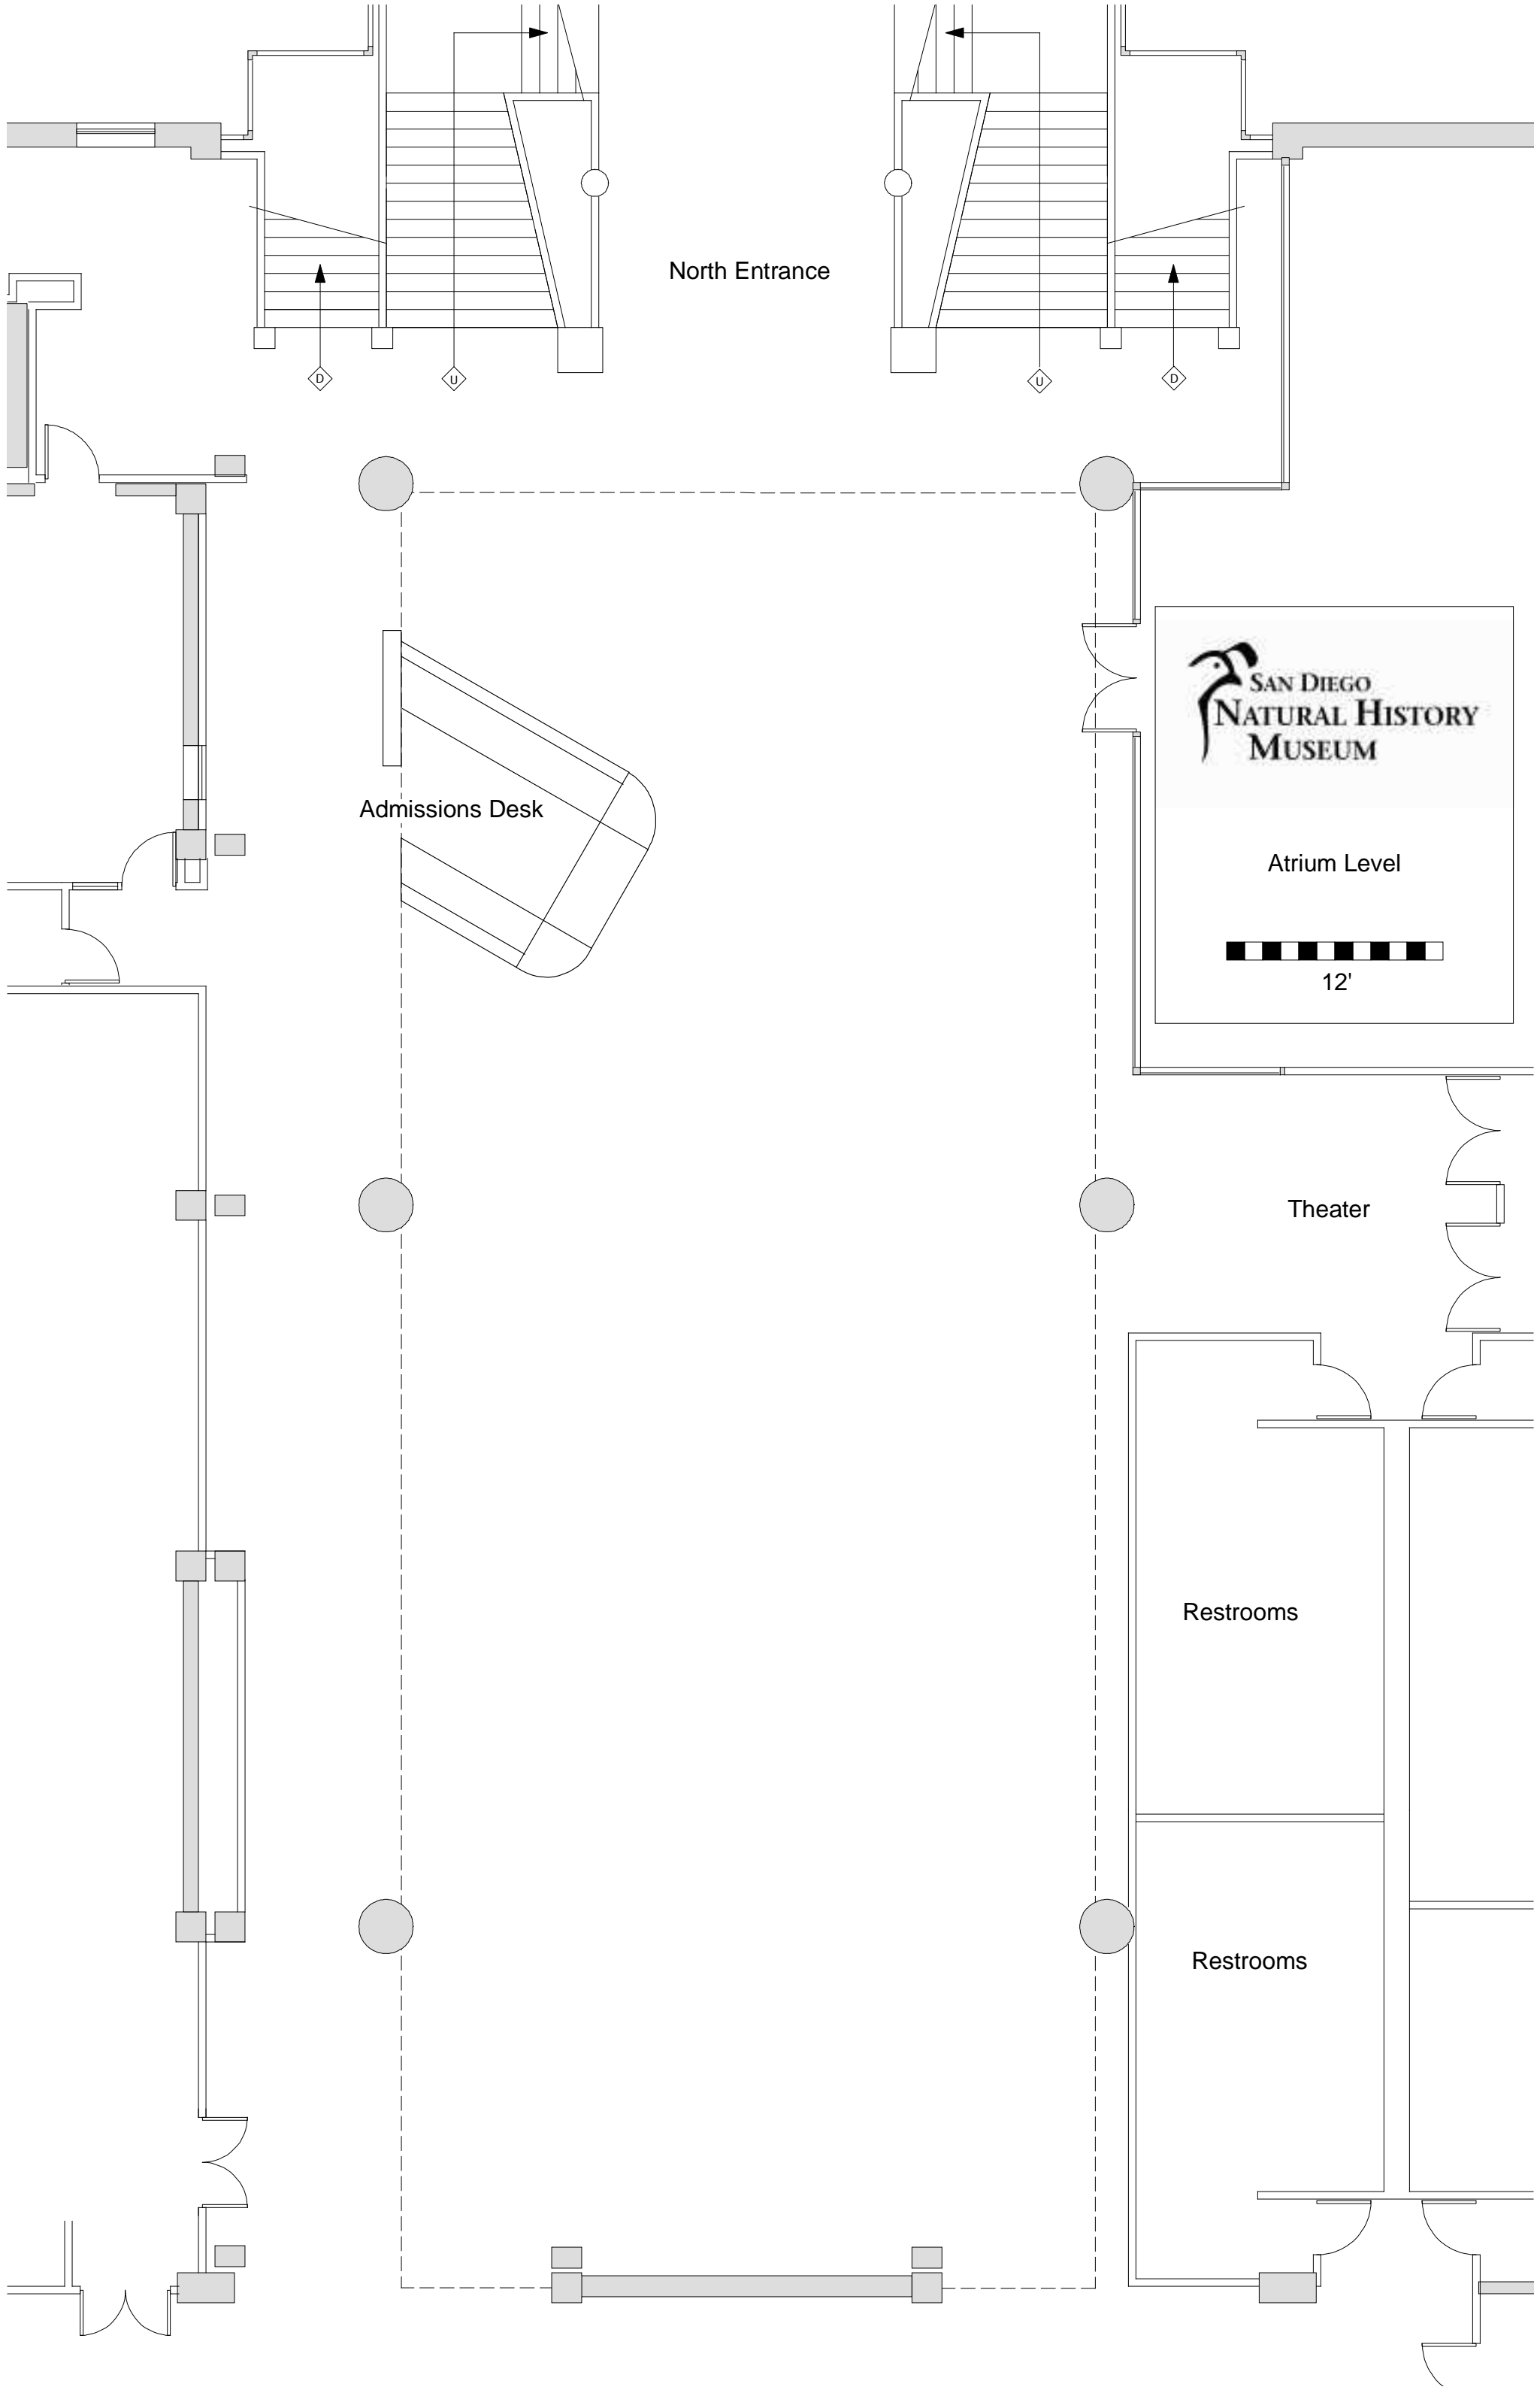 North Entrance
D
U
U
D
SAN DIEGO
NATURAL HISTORY
MUSEUM
Admissions Desk
Atrium Level
12'
Theater
Restrooms
Restrooms